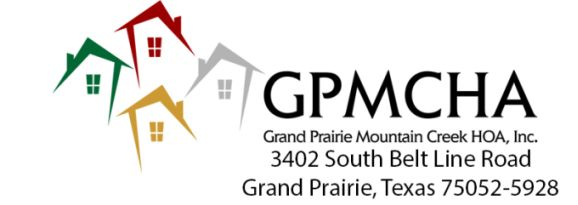 GPMCHA
Grand Prairie Mountain Creek HOA, Inc.
3402 South Belt Line Road
Grand Prairie, Texas 75052-5928